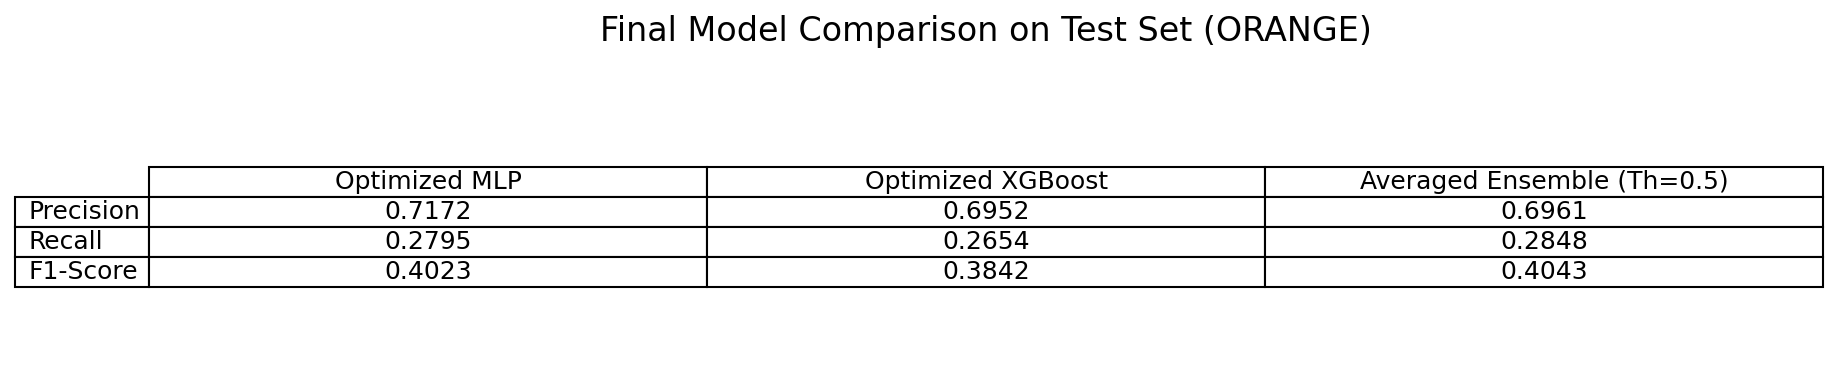 Final Model Comparison on Test Set (ORANGE)
Optimized MLP Optimized XGBoost Averaged Ensemble (Th=0.5)
Precision 0.7172 0.6952 0.6961
Recall 0.2795 0.2654 0.2848
F1-Score 0.4023 0.3842 0.4043